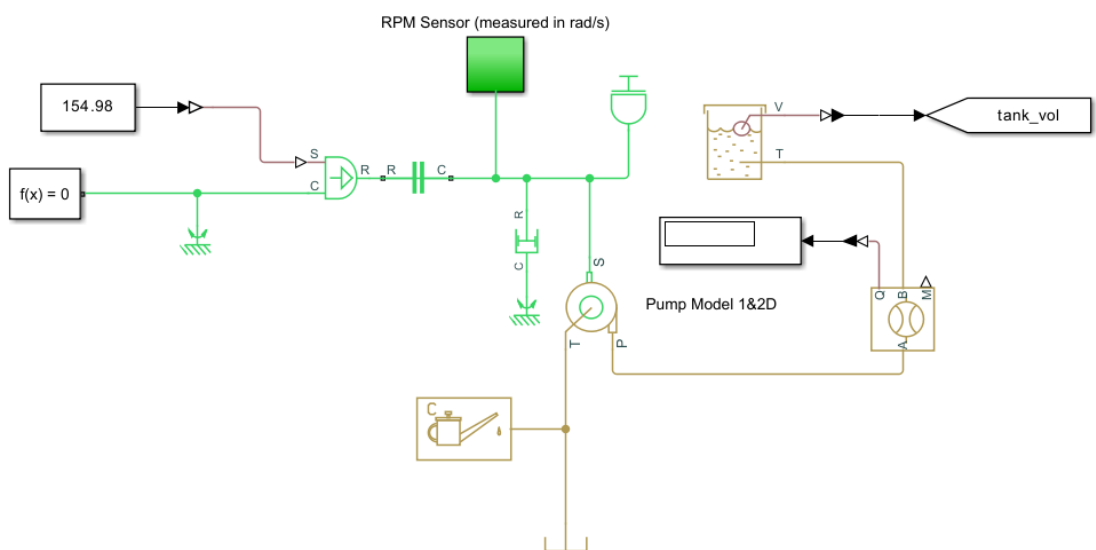 RPM Sensor (measured in rad/s)
154.98
S
C
R
R
C
f(x) = 0
V
T
tank_vol
R
C
S
T
P
Pump Model 1&2D
Q
B
M
A
C